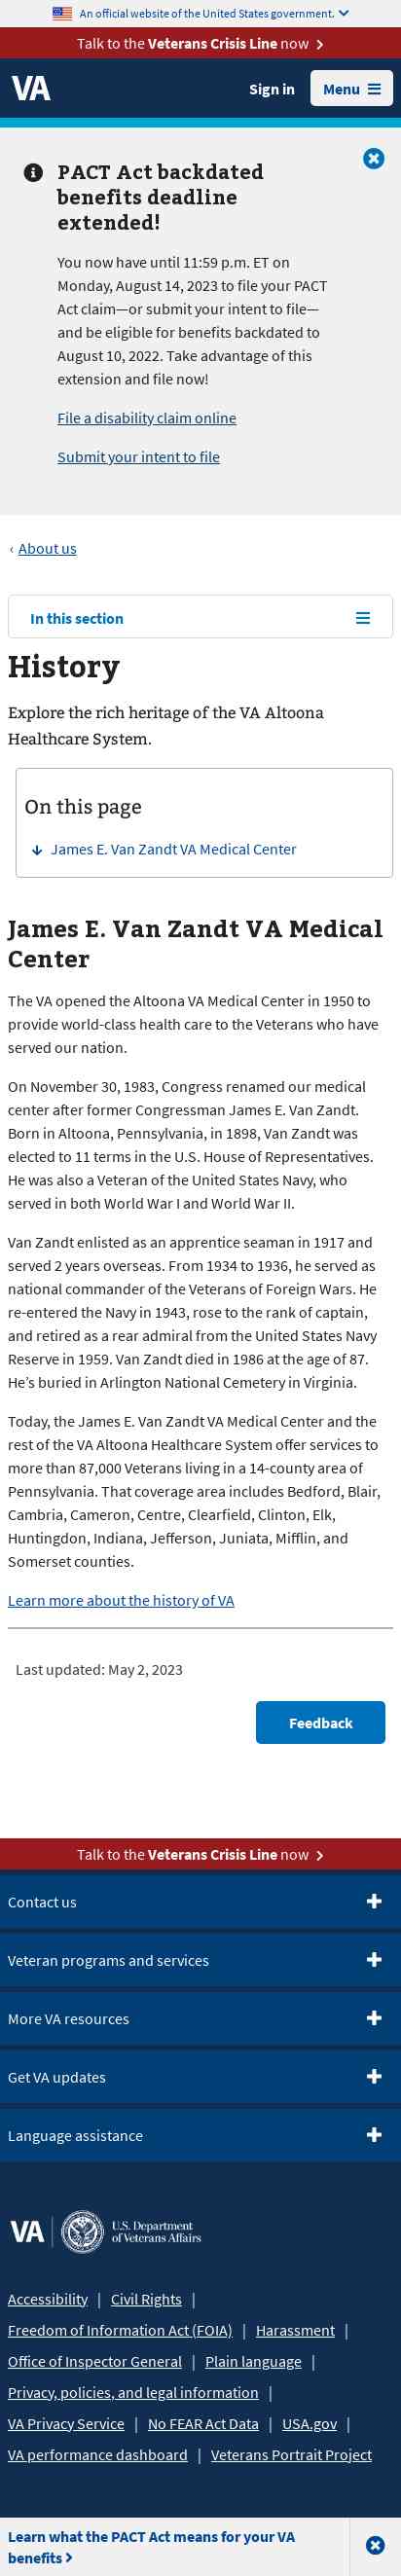 An official website of the United States government.
Talk to the Veterans Crisis Line now
VA
Sign in
Menu
PACT Act backdated
benefits deadline
extended!
You now have until 11:59 p.m. ET on
Monday, August 14, 2023 to file your PACT
Act claim—or submit your intent to file—
and be eligible for benefits backdated to
August 10, 2022. Take advantage of this
extension and file now!
File a disability claim online
Submit your intent to file
‹ About us
In this section
History
Explore the rich heritage of the VA Altoona
Healthcare System.
On this page
James E. Van Zandt VA Medical Center
James E. Van Zandt VA Medical
Center
The VA opened the Altoona VA Medical Center in 1950 to
provide world-class health care to the Veterans who have
served our nation.
On November 30, 1983, Congress renamed our medical
center after former Congressman James E. Van Zandt.
Born in Altoona, Pennsylvania, in 1898, Van Zandt was
elected to 11 terms in the U.S. House of Representatives.
He was also a Veteran of the United States Navy, who
served in both World War I and World War II.
Van Zandt enlisted as an apprentice seaman in 1917 and
served 2 years overseas. From 1934 to 1936, he served as
national commander of the Veterans of Foreign Wars. He
re-entered the Navy in 1943, rose to the rank of captain,
and retired as a rear admiral from the United States Navy
Reserve in 1959. Van Zandt died in 1986 at the age of 87.
He’s buried in Arlington National Cemetery in Virginia.
Today, the James E. Van Zandt VA Medical Center and the
rest of the VA Altoona Healthcare System offer services to
more than 87,000 Veterans living in a 14-county area of
Pennsylvania. That coverage area includes Bedford, Blair,
Cambria, Cameron, Centre, Clearfield, Clinton, Elk,
Huntingdon, Indiana, Jefferson, Juniata, Mifflin, and
Somerset counties.
Learn more about the history of VA
Last updated: May 2, 2023
Feedback
Talk to the Veterans Crisis Line now
Contact us
Veteran programs and services
More VA resources
Get VA updates
Language assistance
VA | U.S. Department
of Veterans Affairs
Accessibility | Civil Rights |
Freedom of Information Act (FOIA) | Harassment |
Office of Inspector General | Plain language |
Privacy, policies, and legal information |
VA Privacy Service | No FEAR Act Data | USA.gov |
VA performance dashboard | Veterans Portrait Project
Learn what the PACT Act means for your VA
benefits